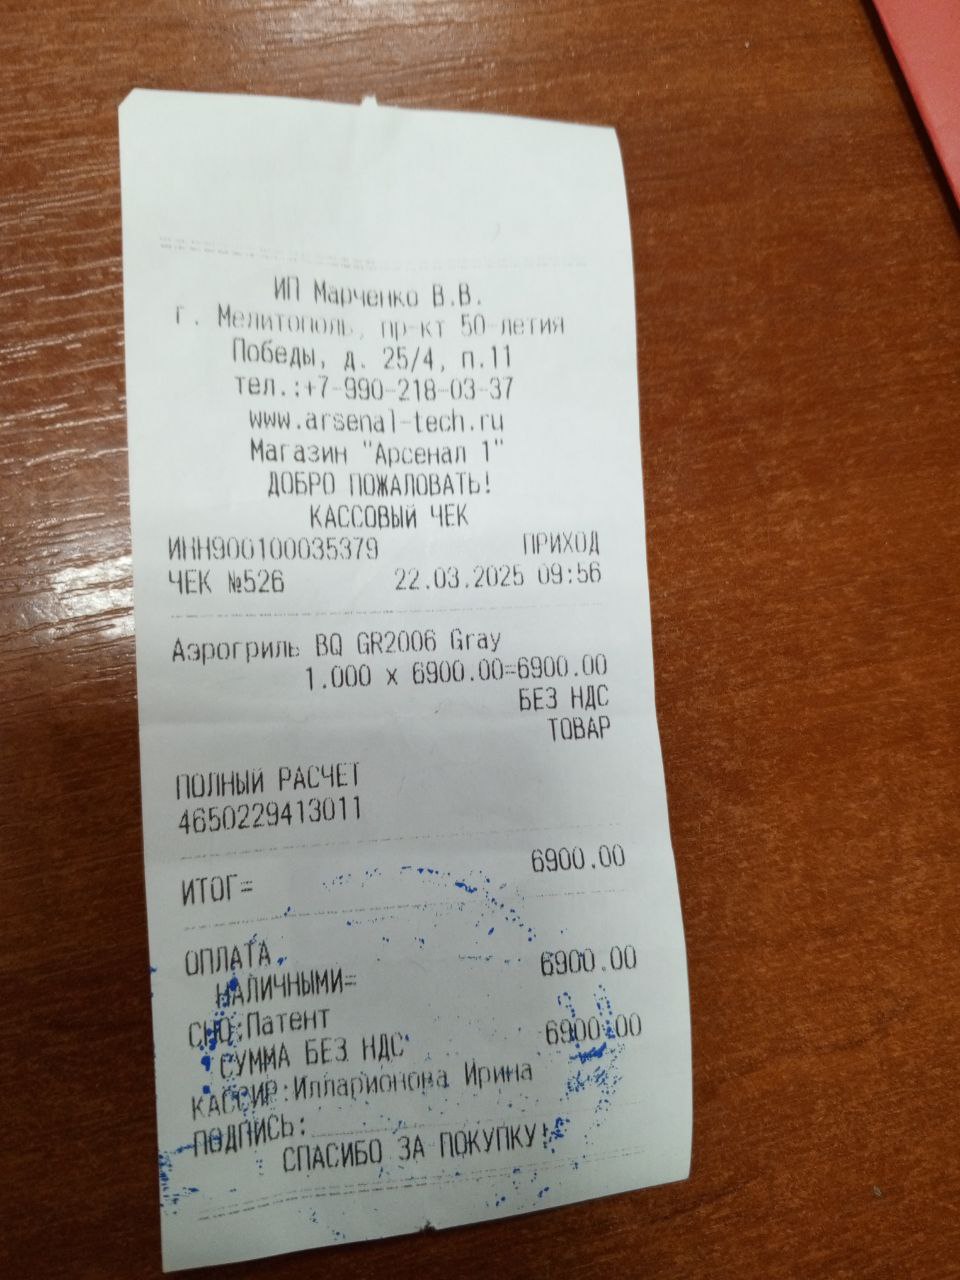 ИП Марченко В.В.
г. Мелитополь, пр-кт 50-летия
Победы, д. 25/4, п.11
тел.:+7-990-218-03-37
www.arsenal-tech.ru
Магазин "Арсенал 1"
ДОБРО ПОЖАЛОВАТЬ!
КАССОВЫЙ ЧЕК
ИНН900100035379 ПРИХОД
ЧЕК №526 22.03.2025 09:56
Аэрогриль BQ GR2006 Gray
1.000 х 6900.00=6900.00
БЕЗ НДС
ТОВАР
ПОЛНЫЙ РАСЧЕТ
4650229413011
ИТОГ= 6900.00
ОПЛАТА
НАЛИЧНЫМИ= 6900.00
СНО:Патент
СУММА БЕЗ НДС 6900.00
КАССИР:Илларионова Ирина
ПОДПИСЬ:
СПАСИБО ЗА ПОКУПКУ!